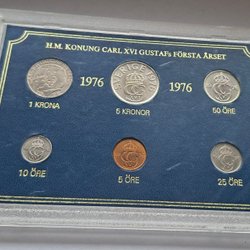 H.M. KONUNG CARL XVI GUSTAFs FÖRSTA ÅRSET
1976 1976
1 KRONA 5 KRONOR 50 ÖRE
10 ÖRE 5 ÖRE 25 ÖRE